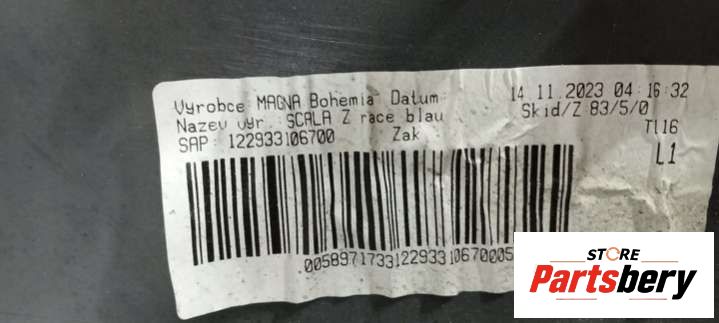 Vyrobce MAGNA Bohemia Datum: 14.11.2023 04:16:32
Nazev vyr.:SCALA Z race blau Skid/Z 83/5/0
SAP: 122933106700 Zak T116
L1
.005897173312293310670005
STORE
Partsbery